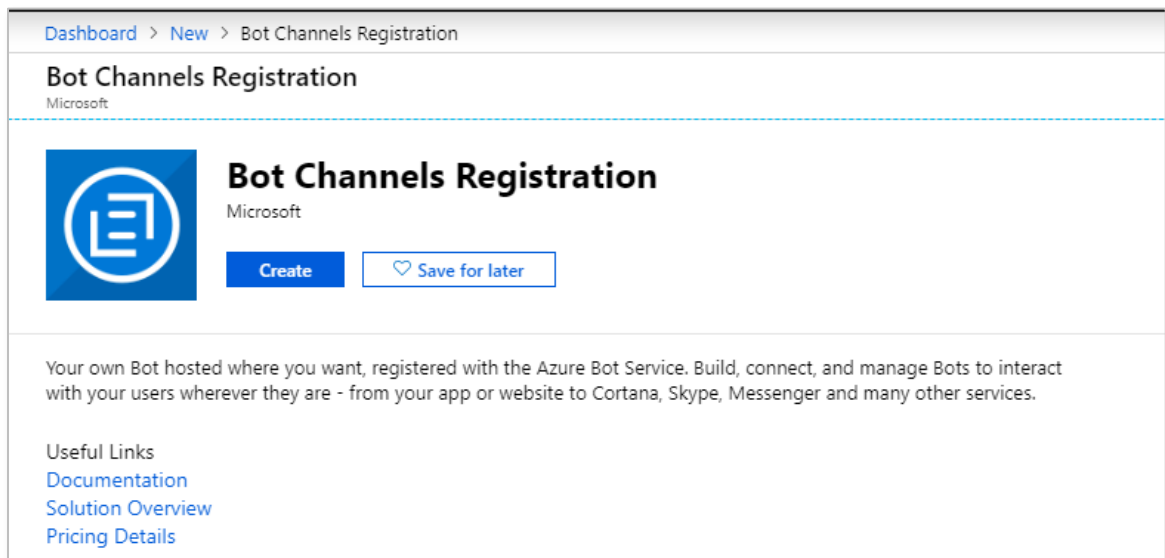 Dashboard > New > Bot Channels Registration
Bot Channels Registration
Microsoft
Bot Channels Registration
Microsoft
Create
Save for later
Your own Bot hosted where you want, registered with the Azure Bot Service. Build, connect, and manage Bots to interact
with your users wherever they are - from your app or website to Cortana, Skype, Messenger and many other services.
Useful Links
Documentation
Solution Overview
Pricing Details